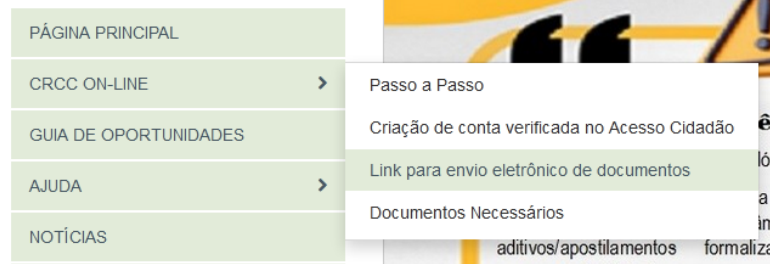 PÁGINA PRINCIPAL
CRCC ON-LINE
GUIA DE OPORTUNIDADES
AJUDA
NOTÍCIAS
Passo a Passo
Criação de conta verificada no Acesso Cidadão
Link para envio eletrônico de documentos
Documentos Necessários
aditivos/apostilamentos